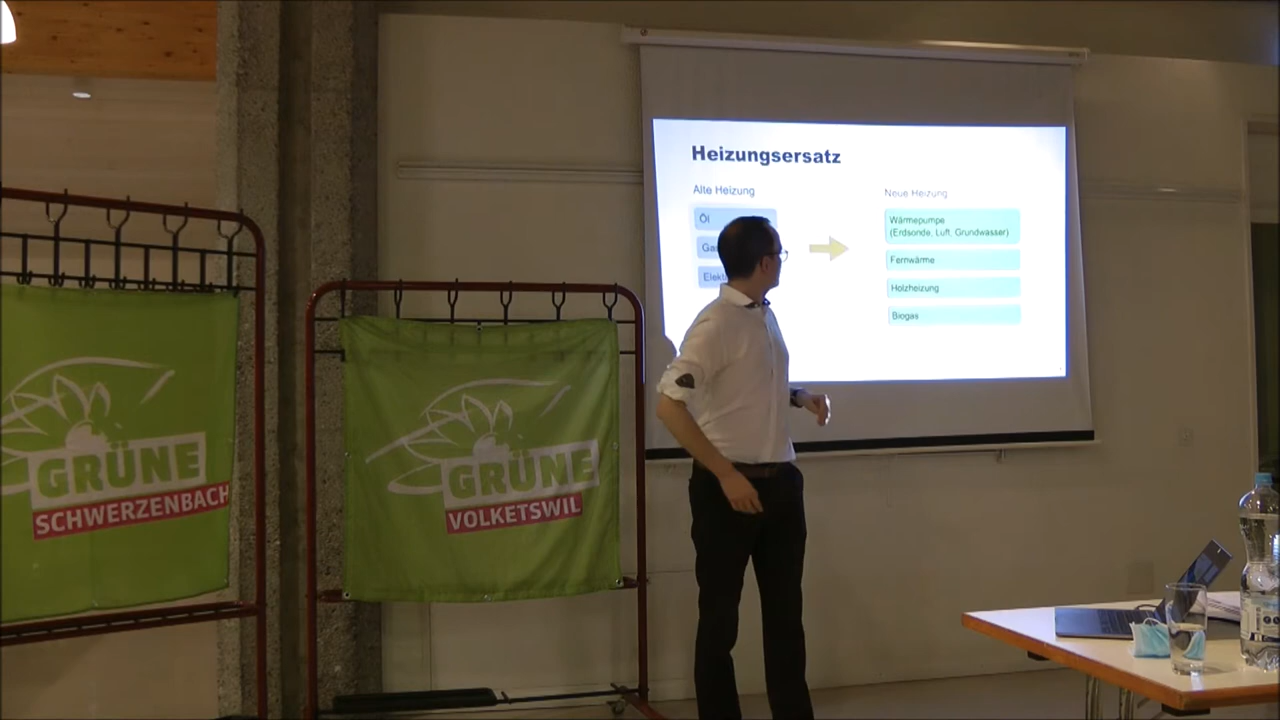 Heizungsersatz
Alte Heizung
Öl
Neue Heizung
Wärmepumpe
(Erdsonde, Luft, Grundwasser)
Fernwärme
Holzheizung
Biogas
GRÜNE
SCHWERZENBACH
GRÜNE
VOLKETSWIL